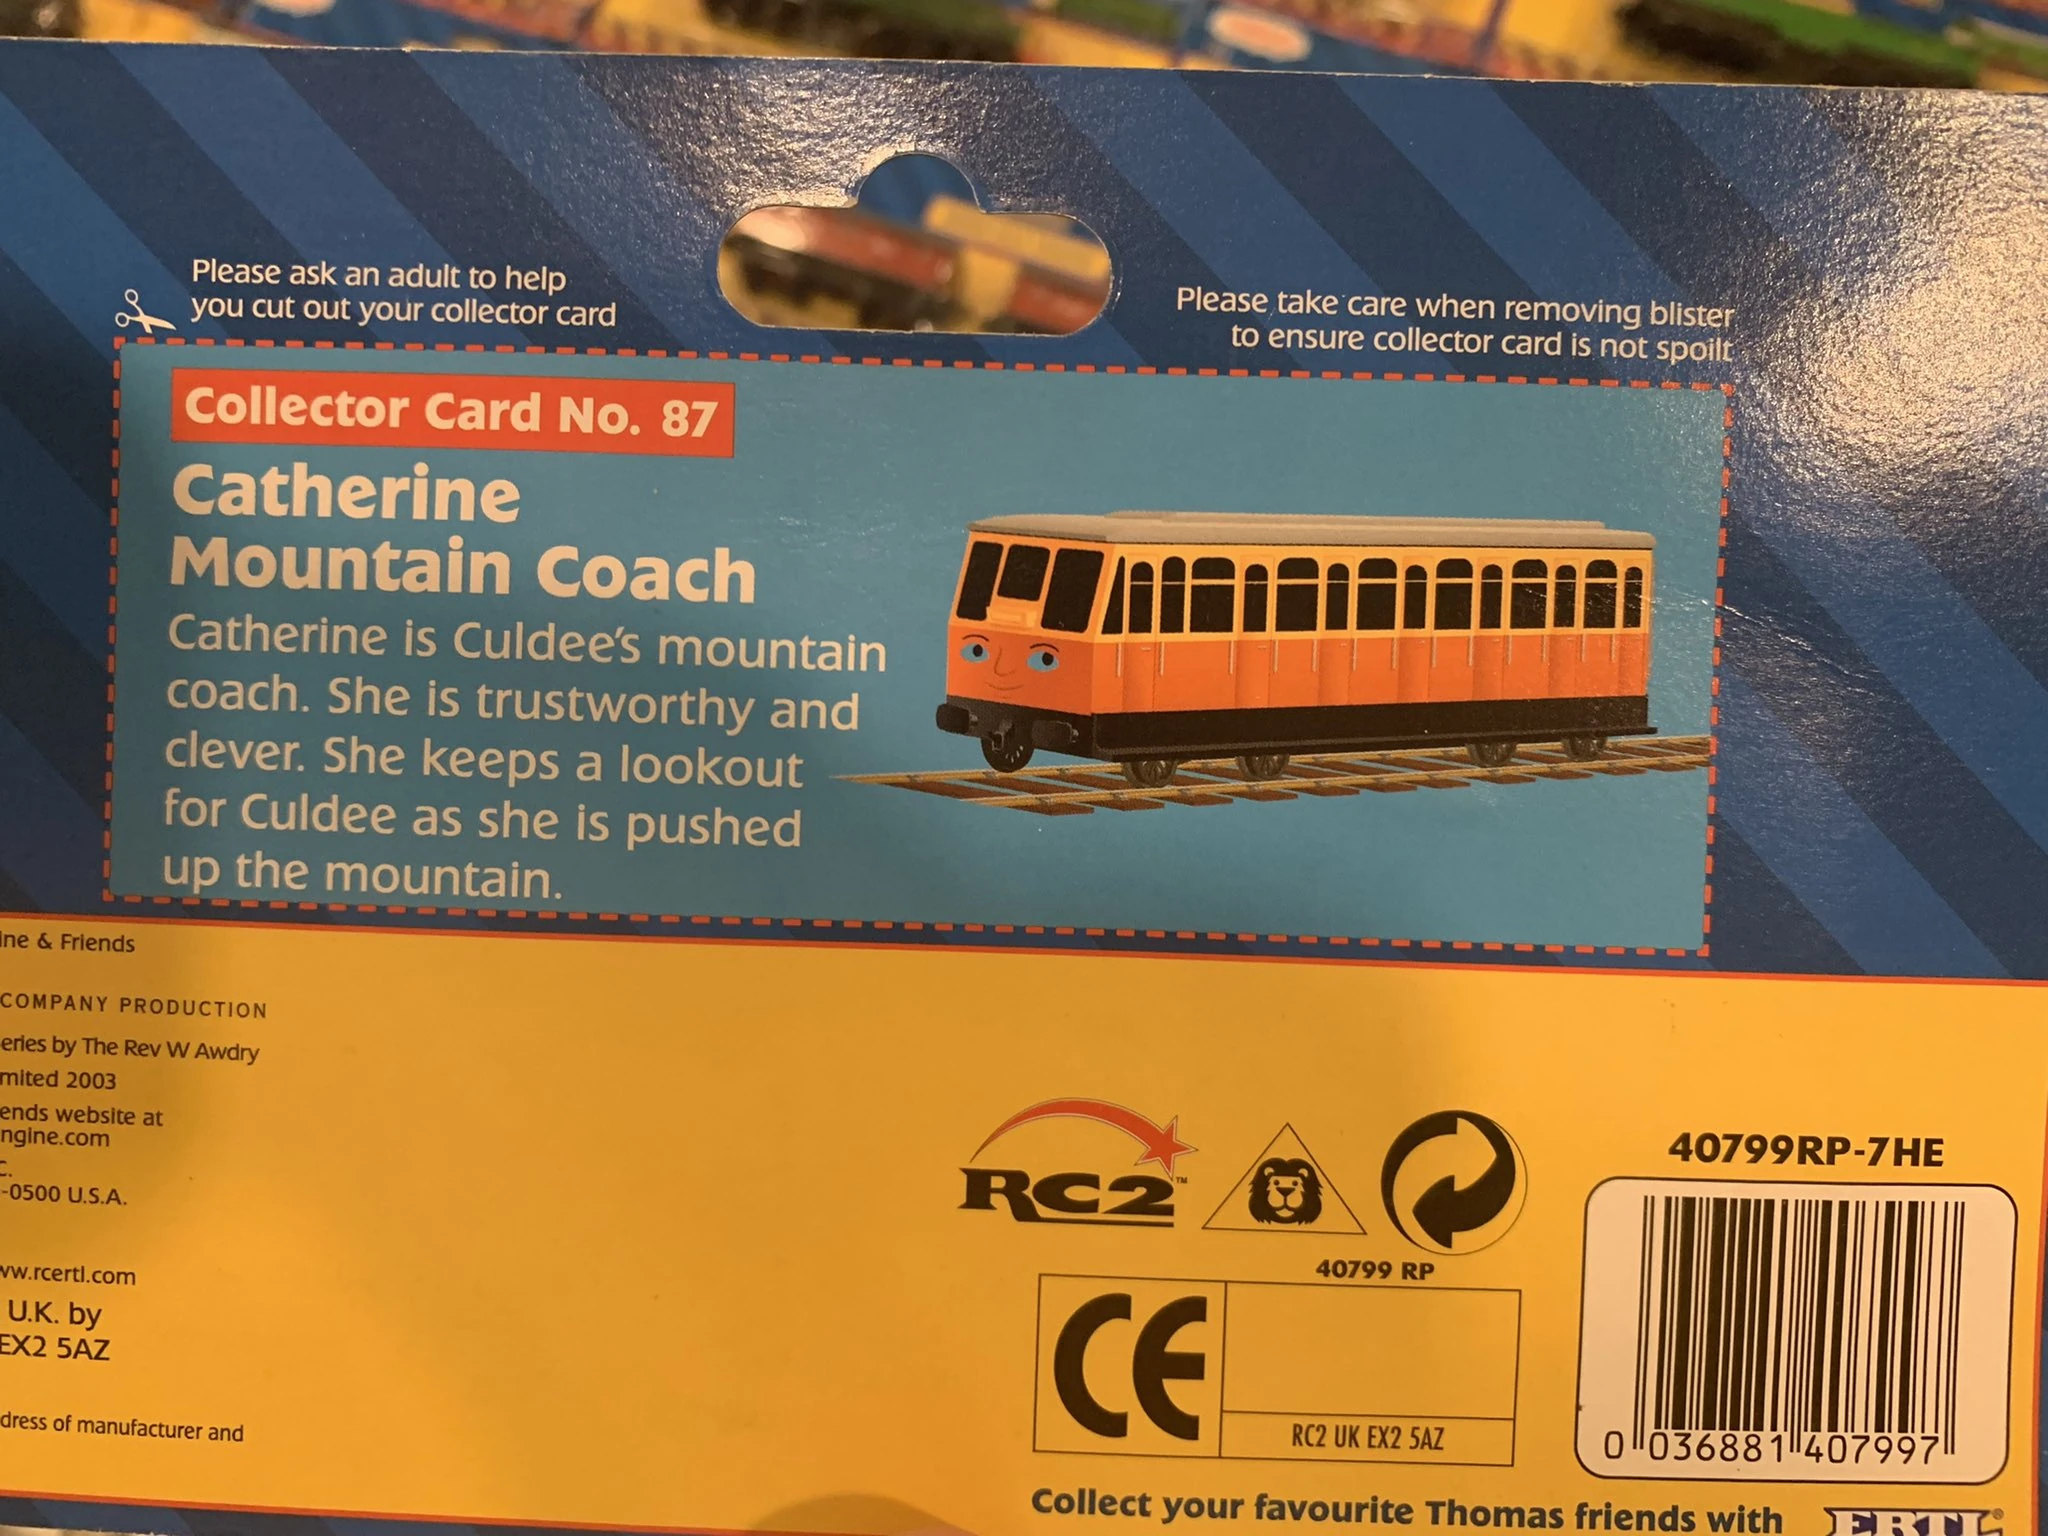 Please ask an adult to help
you cut out your collector card
Please take care when removing blister
to ensure collector card is not spoilt
Collector Card No. 87
Catherine
Mountain Coach
Catherine is Culdee's mountain
coach. She is trustworthy and
clever. She keeps a lookout
for Culdee as she is pushed
up the mountain.
ine & Friends
COMPANY PRODUCTION
eries by The Rev W Awdry
mited 2003
ends website at
ngine.com
C.
-0500 U.S.A.
ww.rcertl.com
U.K. by
EX2 5AZ
dress of manufacturer and
RC2™
40799 RP
CE
RC2 UK EX2 5AZ
40799RP-7HE
0 036881 407997
Collect your favourite Thomas friends with ERTL®